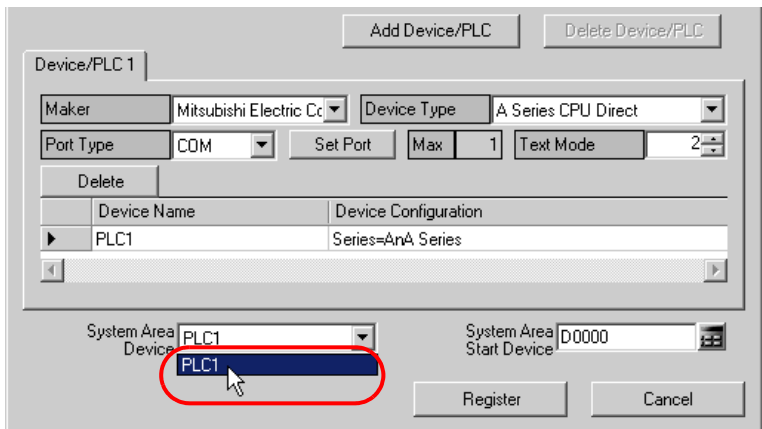 Add Device/PLC Delete Device/PLC
Device/PLC 1
Maker Mitsubishi Electric Co Device Type A Series CPU Direct
Port Type COM Set Port Max 1 Text Mode 2
Delete
Device Name Device Configuration
PLC1 Series=AnA Series
System Area Device PLC1 System Area Start Device D0000
PLC1
Register Cancel